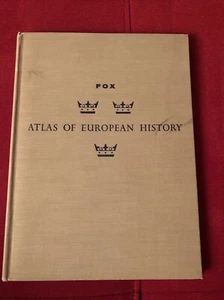 FOX
ATLAS OF EUROPEAN HISTORY